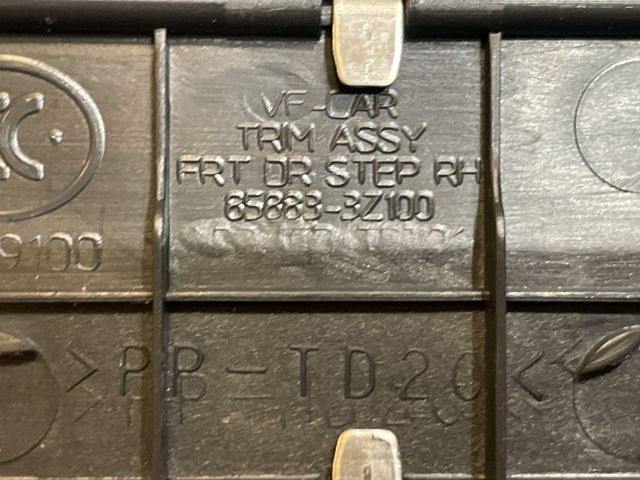 VF-CAR
TRIM ASSY
FRT DR STEP RH
85883-3Z100
9100
>PP-TD20<